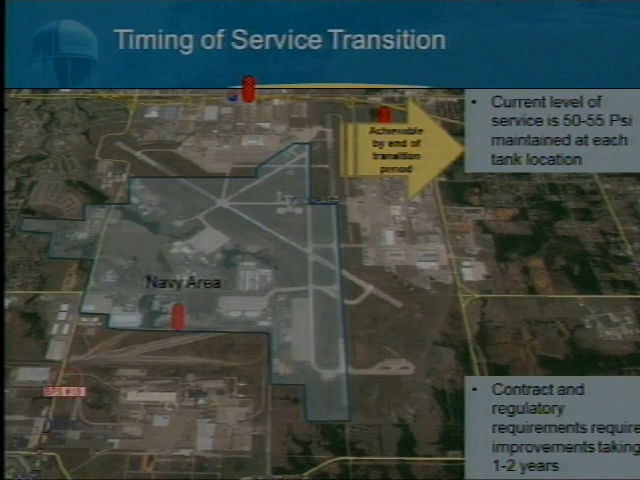 Timing of Service Transition
• Current level of
service is 50-55 Psi
maintained at each
tank location
Achievable
by end of
transition
period
Navy Area
• Contract and
regulatory
requirements require
improvements taking
1-2 years